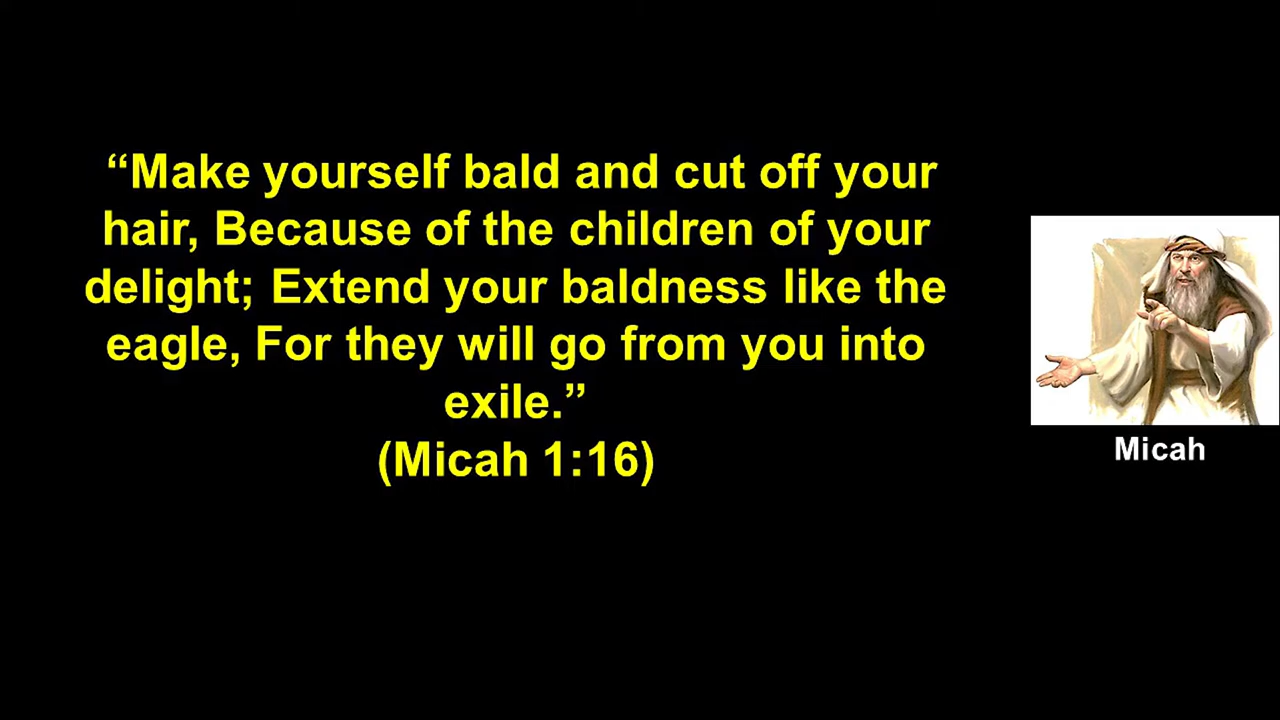 “Make yourself bald and cut off your
hair, Because of the children of your
delight; Extend your baldness like the
eagle, For they will go from you into
exile.”
(Micah 1:16)
Micah